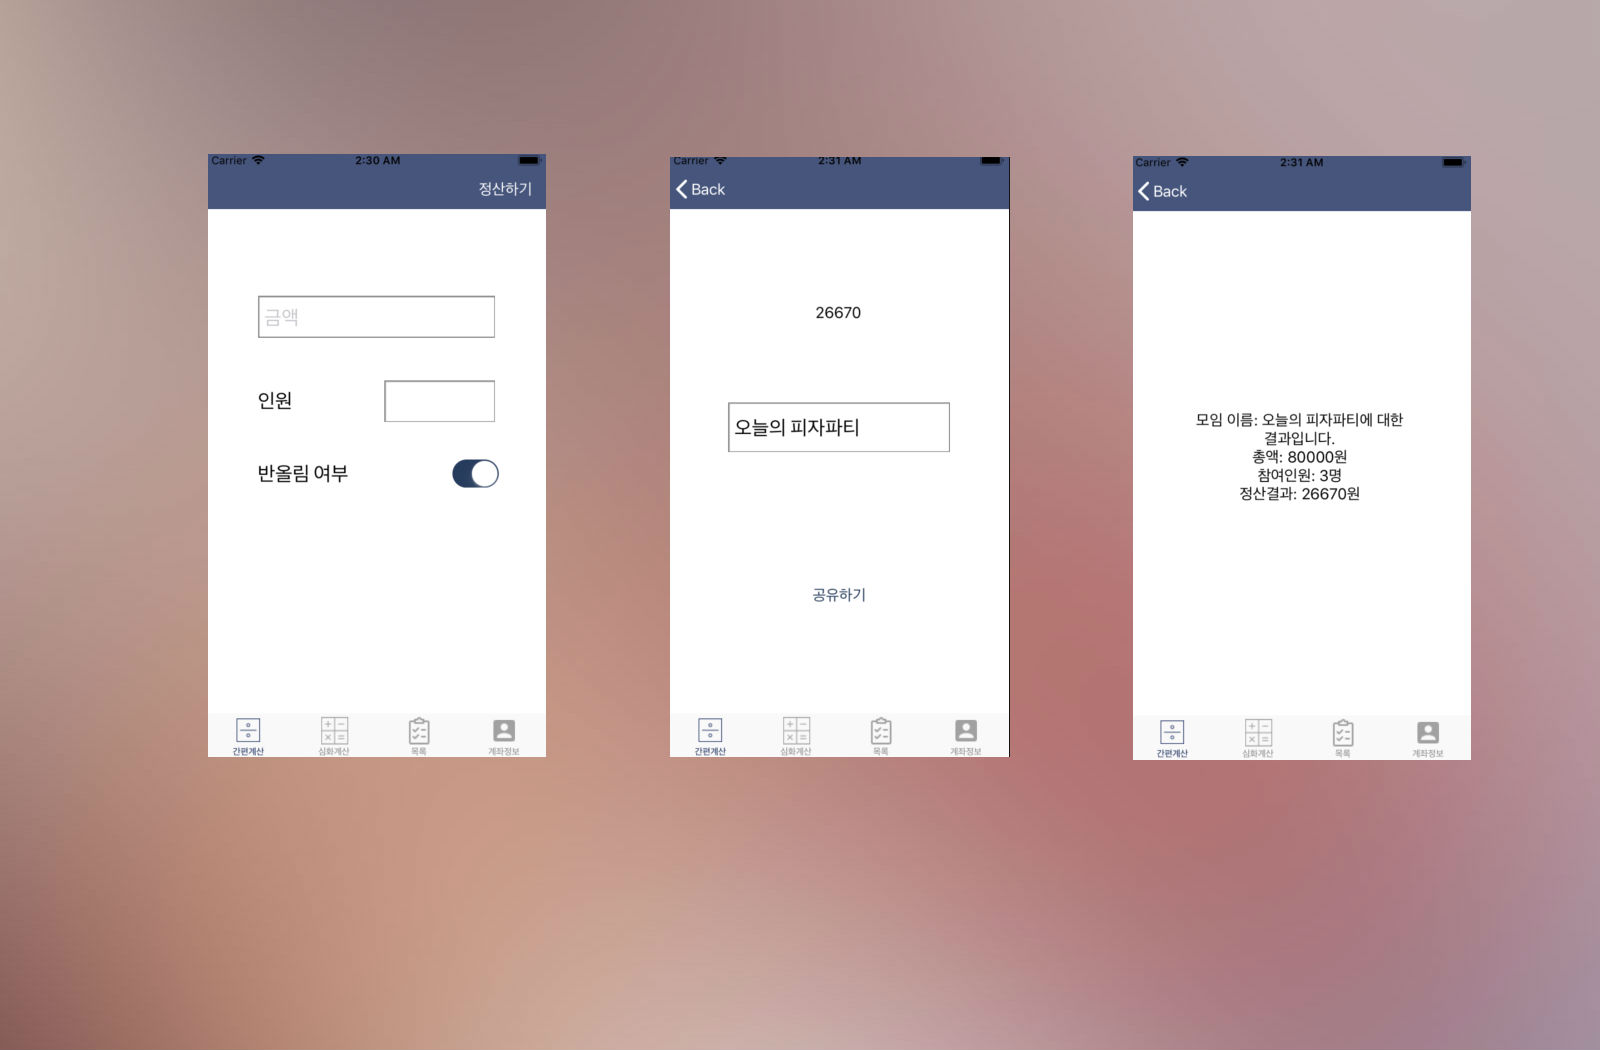 Carrier
2:30 AM
정산하기
금액
인원
반올림 여부
간편계산
심화계산
목록
계좌정보
Carrier
2:31 AM
Back
26670
오늘의 피자파티
공유하기
간편계산
심화계산
목록
계좌정보
Carrier
2:31 AM
Back
모임 이름: 오늘의 피자파티에 대한
결과입니다.
총액: 80000원
참여인원: 3명
정산결과: 26670원
간편계산
심화계산
목록
계좌정보